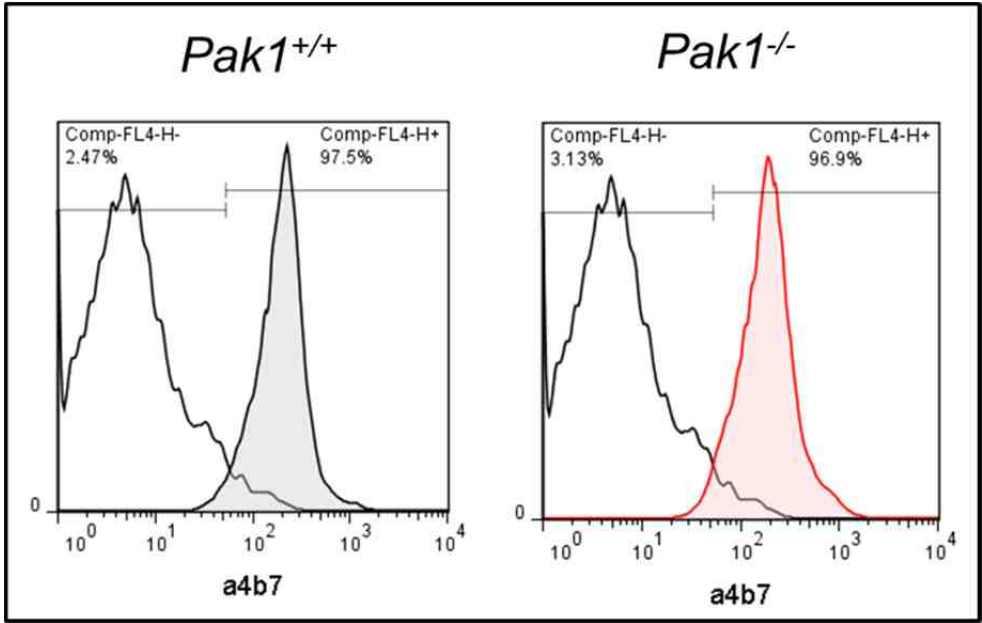 Pak1+/+
Pak1-/-
Comp-FL4-H-
2.47%
Comp-FL4-H+
97.5%
0
10^0 10^1 10^2 10^3 10^4
a4b7
Comp-FL4-H-
3.13%
Comp-FL4-H+
96.9%
0
10^0 10^1 10^2 10^3 10^4
a4b7